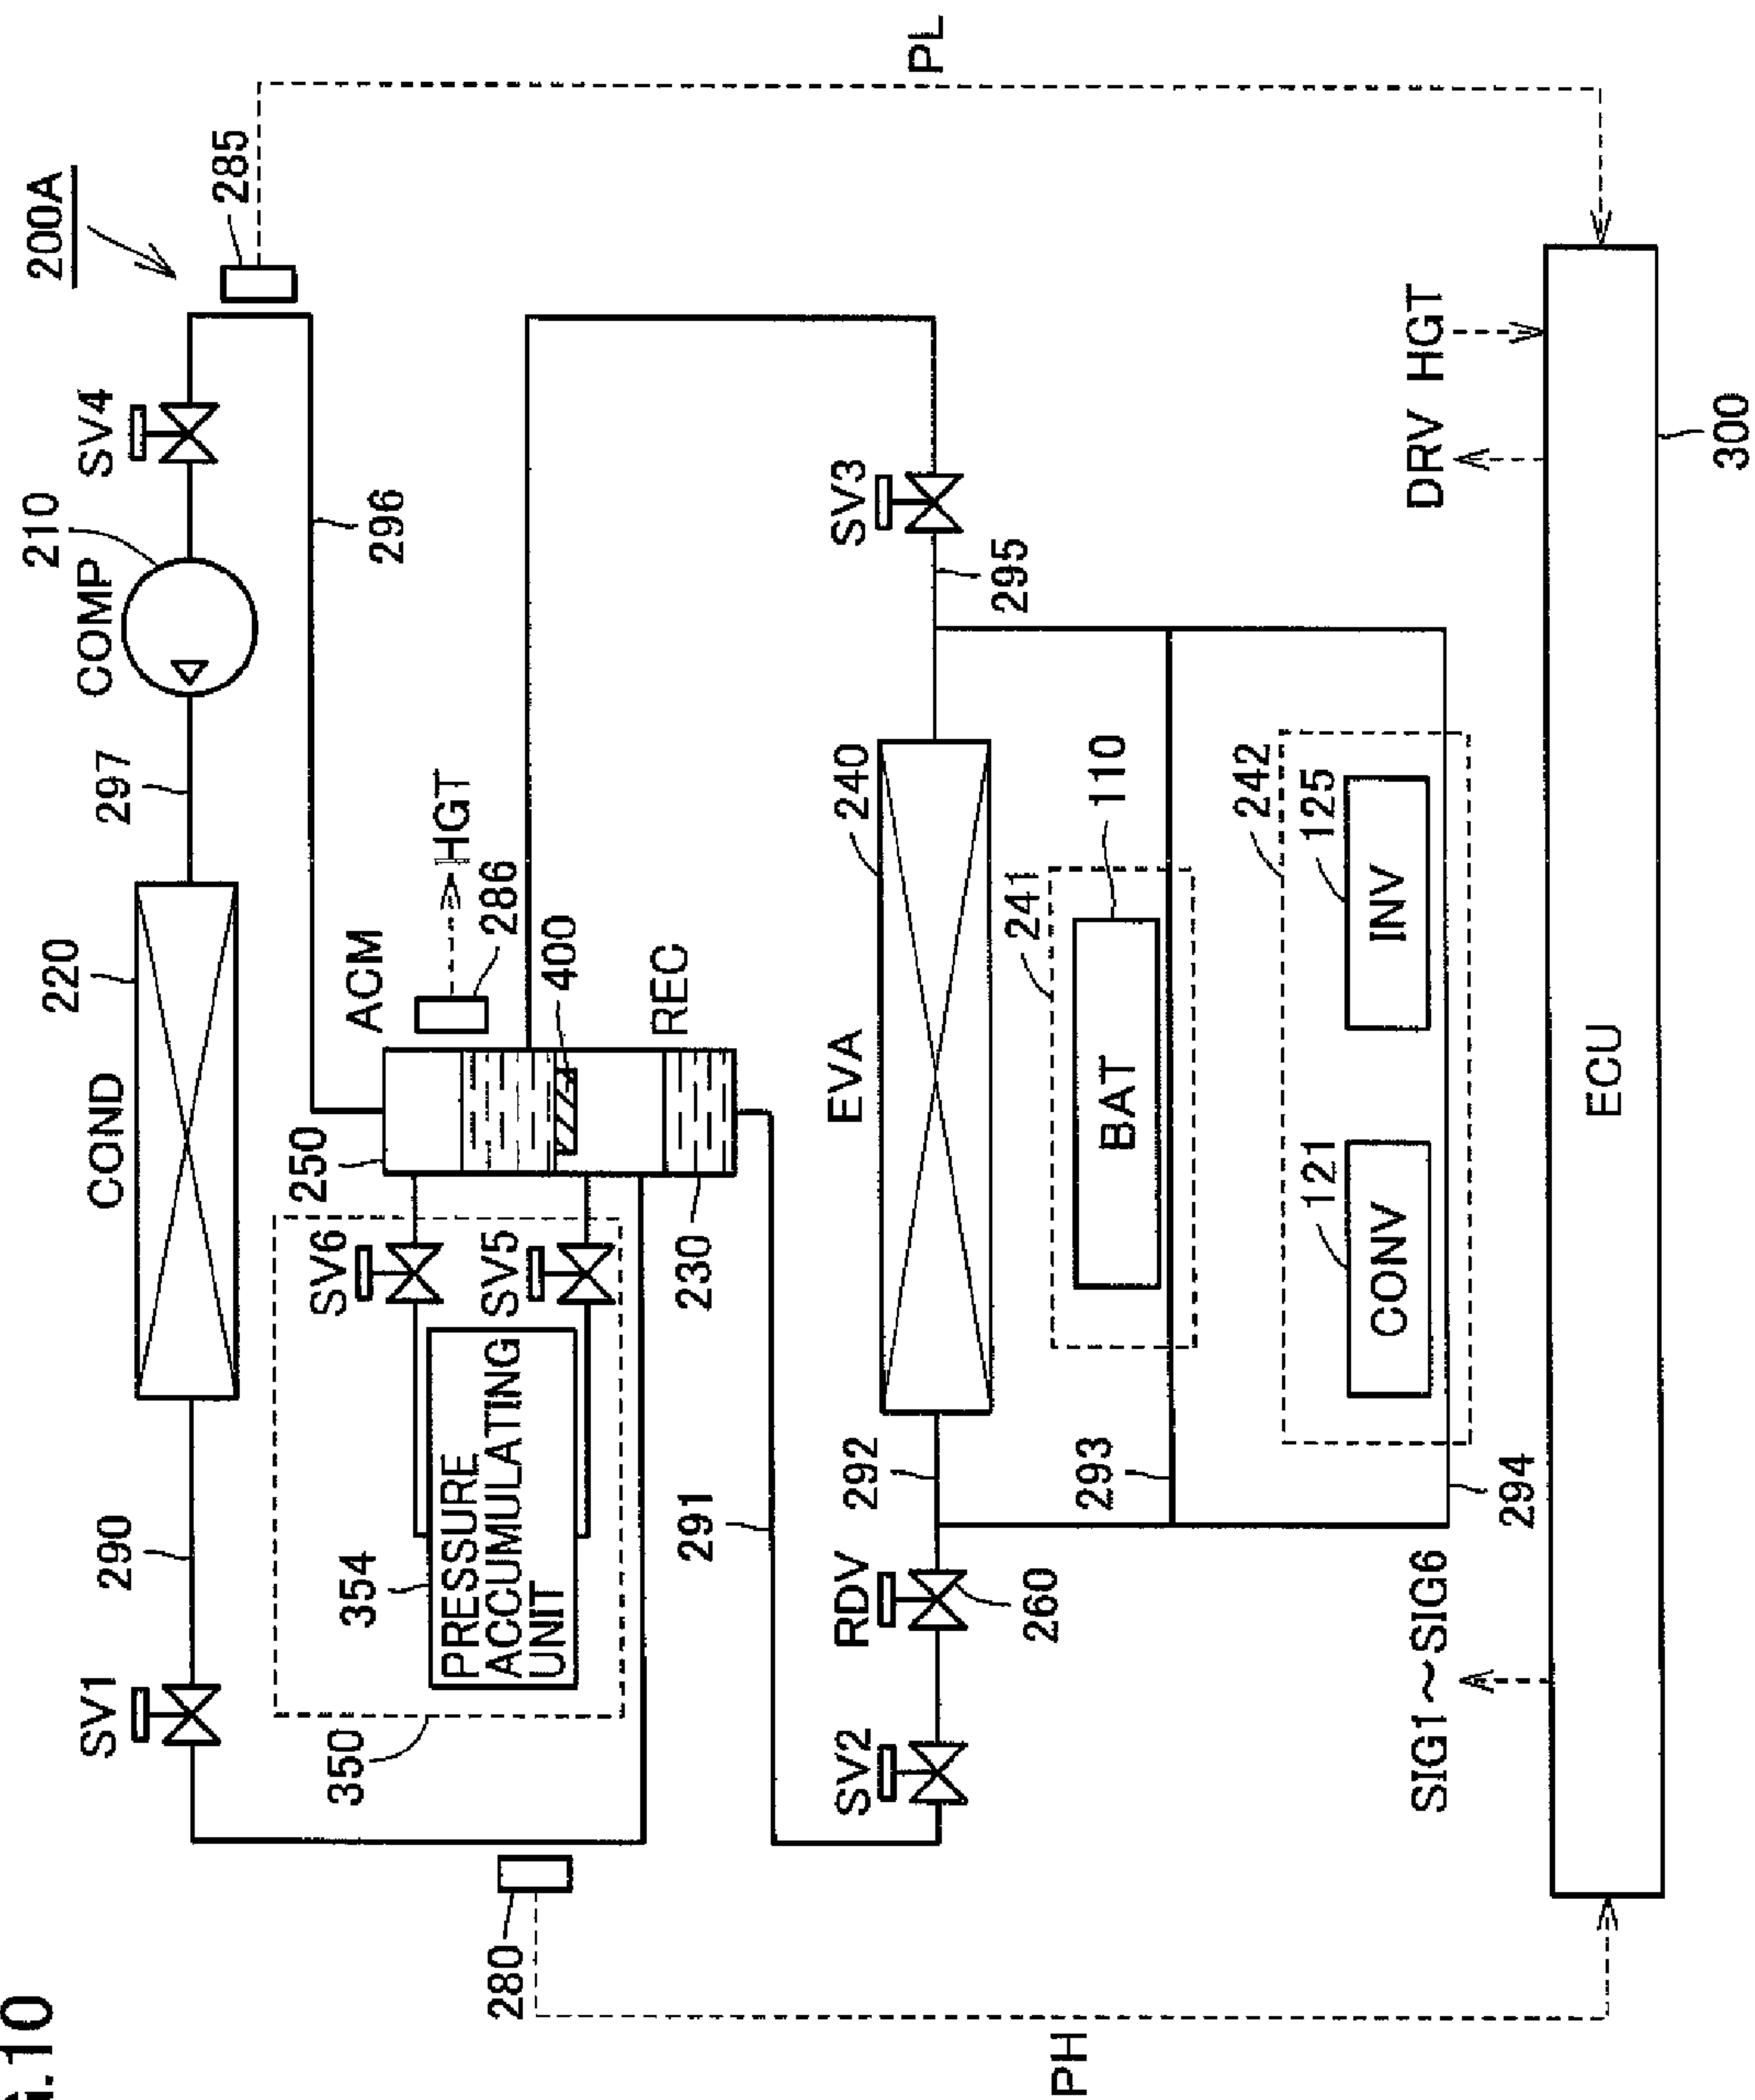 G.10
200A
210
220
COMP
SV4
SV1
COND
290
297
285
250
SV6
350
354
ACM
296
HGT
PRESSURE
ACCUMULATING
UNIT
SV5
286
400
280
REC
230
291
RDV
SV2
EVA
240
SV3
292
PL
260
295
241
110
293
BAT
PH
242
121
125
CONV
INV
SIG1~SIG6
DRV
HGT
294
ECU
300